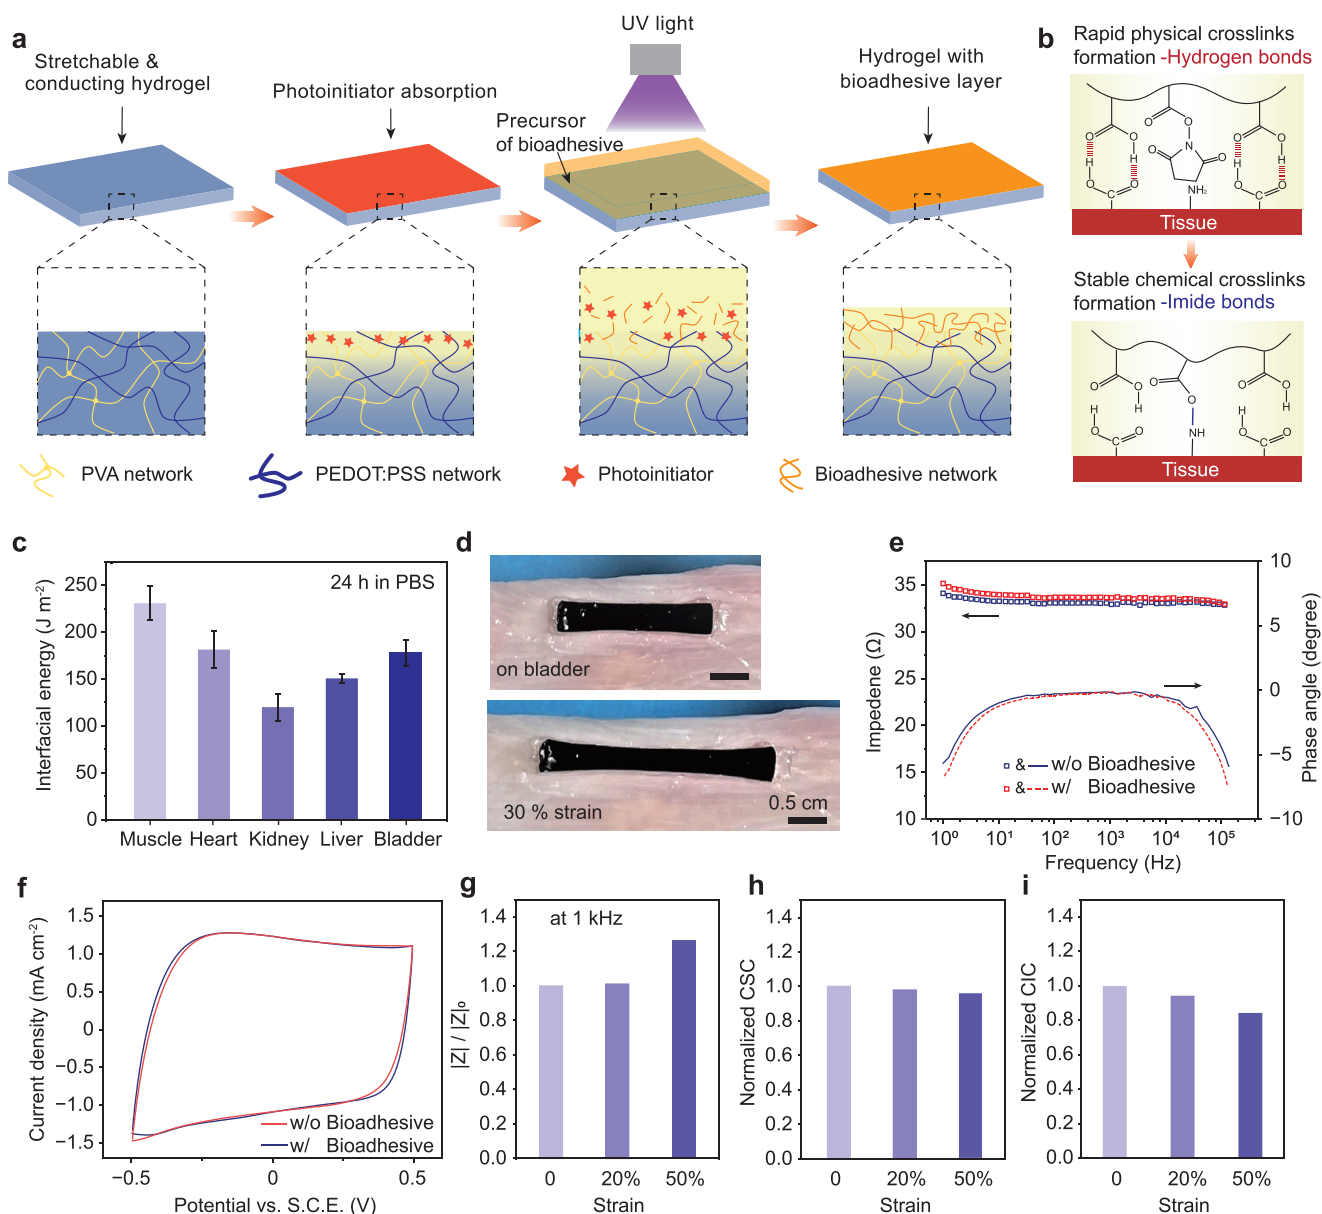 a
Stretchable &
conducting hydrogel
Photoinitiator absorption
UV light
Precursor
of bioadhesive
Hydrogel with
bioadhesive layer
PVA network
PEDOT:PSS network
Photoinitiator
Bioadhesive network
b
Rapid physical crosslinks
formation -Hydrogen bonds
O
O
H
O
O
N
O
O
O
O
H
H
H
O
C
O
NH₂
H
H
O
C
O
Tissue
Stable chemical crosslinks
formation -Imide bonds
O
O
H
O
O
O
O
H
H
O
C
O
NH
H
O
C
O
Tissue
c
24 h in PBS
Interfacial energy (J m⁻²)
250
200
150
100
50
0
Muscle
Heart
Kidney
Liver
Bladder
d
on bladder
30 % strain
0.5 cm
e
Impedene (Ω)
35
30
25
20
15
10
10
5
0
−5
−10
Phase angle (degree)
& w/o Bioadhesive
& w/ Bioadhesive
10⁰
10¹
10²
10³
10⁴
10⁵
Frequency (Hz)
f
Current density (mA cm⁻²)
1.5
1.0
0.5
0
−0.5
−1.0
−1.5
w/o Bioadhesive
w/ Bioadhesive
−0.5
0
0.5
Potential vs. S.C.E. (V)
g
at 1 kHz
|Z| / |Z|₀
1.4
1.2
1.0
0.8
0.6
0.4
0.2
0.0
0
20%
50%
Strain
h
Normalized CSC
1.4
1.2
1.0
0.8
0.6
0.4
0.2
0.0
0
20%
50%
Strain
i
Normalized CIC
1.4
1.2
1.0
0.8
0.6
0.4
0.2
0.0
0
20%
50%
Strain